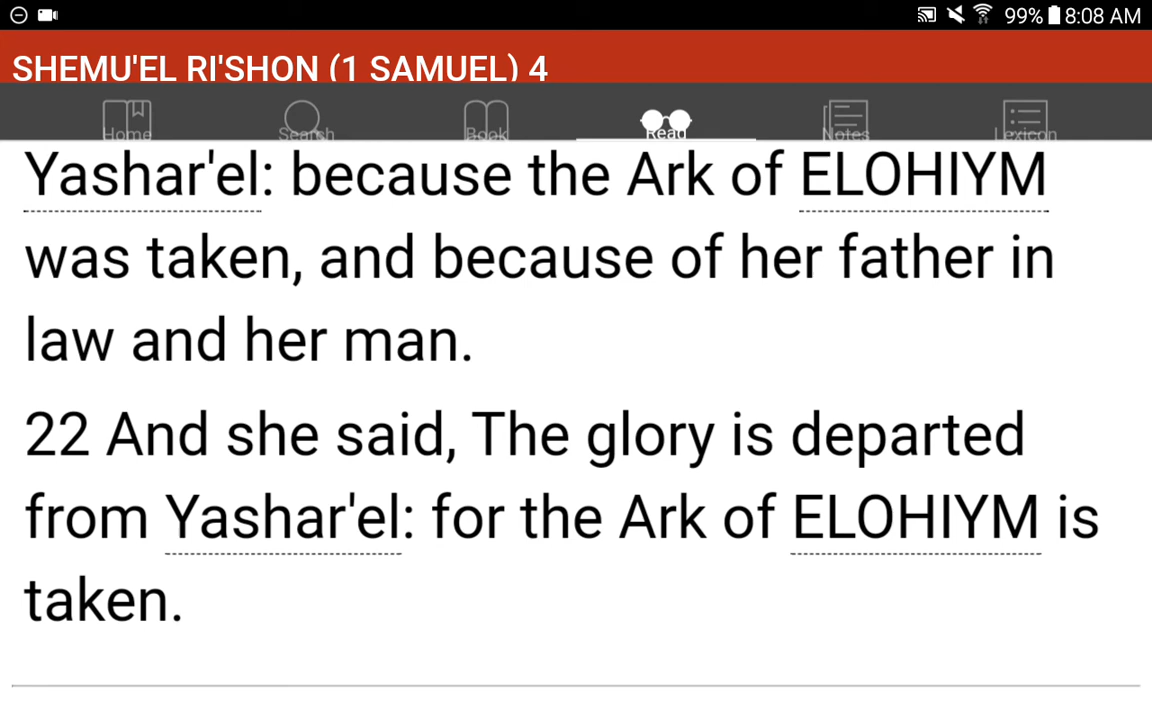 99% 8:08 AM
SHEMU'EL RI'SHON (1 SAMUEL) 4
Home Search Book Read Notes Lexicon
Yashar'el: because the Ark of ELOHIYM
was taken, and because of her father in
law and her man.
22 And she said, The glory is departed
from Yashar'el: for the Ark of ELOHIYM is
taken.